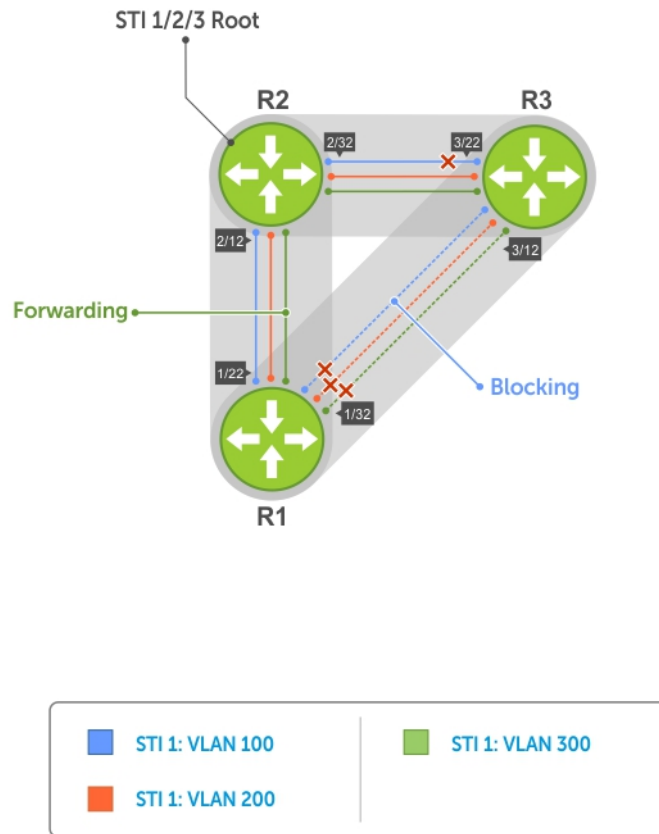 STI 1/2/3 Root
R2
R3
2/32
3/22
2/12
3/12
Forwarding
1/22
Blocking
1/32
R1
STI 1: VLAN 100
STI 1: VLAN 300
STI 1: VLAN 200